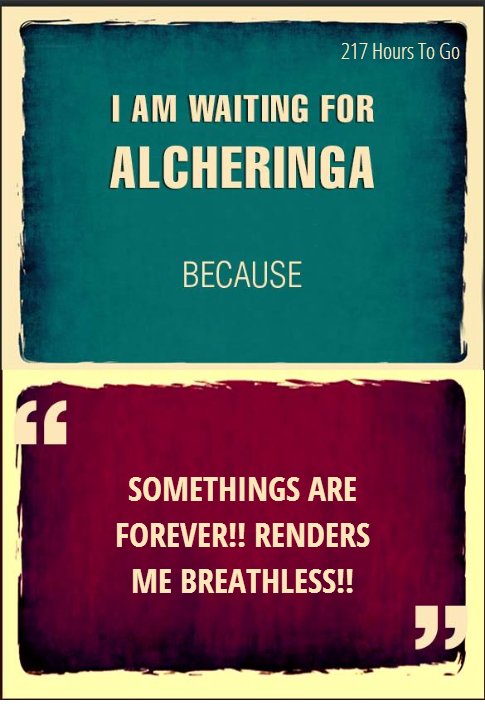 217 Hours To Go
I AM WAITING FOR
ALCHERINGA
BECAUSE
“
SOMETHINGS ARE
FOREVER!! RENDERS
ME BREATHLESS!!
”